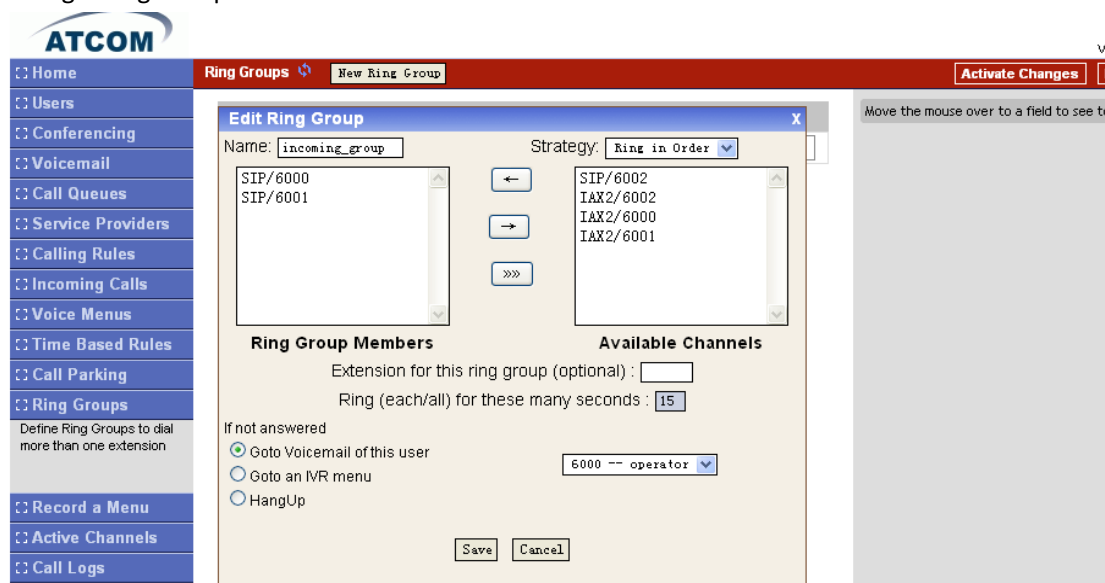 ATCOM
Home
Ring Groups New Ring Group Activate Changes
Users
Conferencing
Voicemail
Call Queues
Service Providers
Calling Rules
Incoming Calls
Voice Menus
Time Based Rules
Call Parking
Ring Groups
Define Ring Groups to dial
more than one extension
Record a Menu
Active Channels
Call Logs
Edit Ring Group X
Name: incoming_group Strategy: Ring in Order
SIP/6000
SIP/6001
←
→
»»
SIP/6002
IAX2/6002
IAX2/6000
IAX2/6001
Ring Group Members Available Channels
Extension for this ring group (optional) :
Ring (each/all) for these many seconds : 15
If not answered
Goto Voicemail of this user
Goto an IVR menu
HangUp
6000 -- operator
Save Cancel
Move the mouse over to a field to see